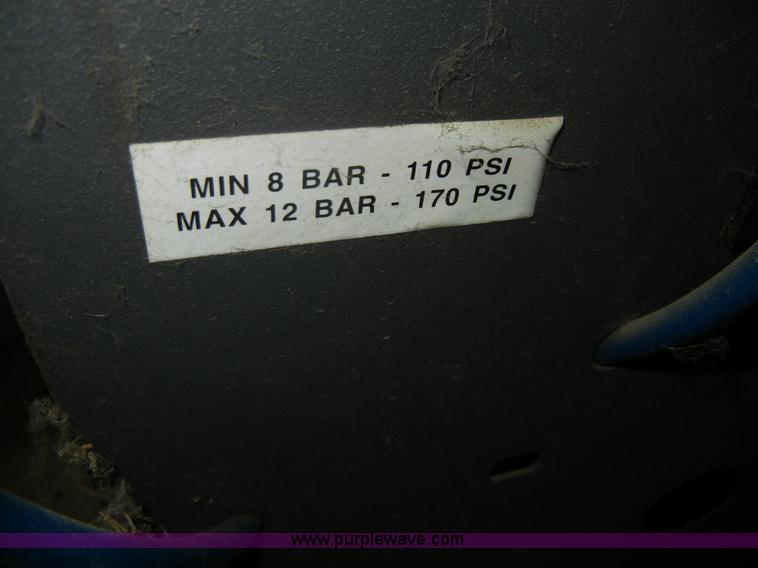 MIN 8 BAR - 110 PSI
MAX 12 BAR - 170 PSI
www.purplewave.com